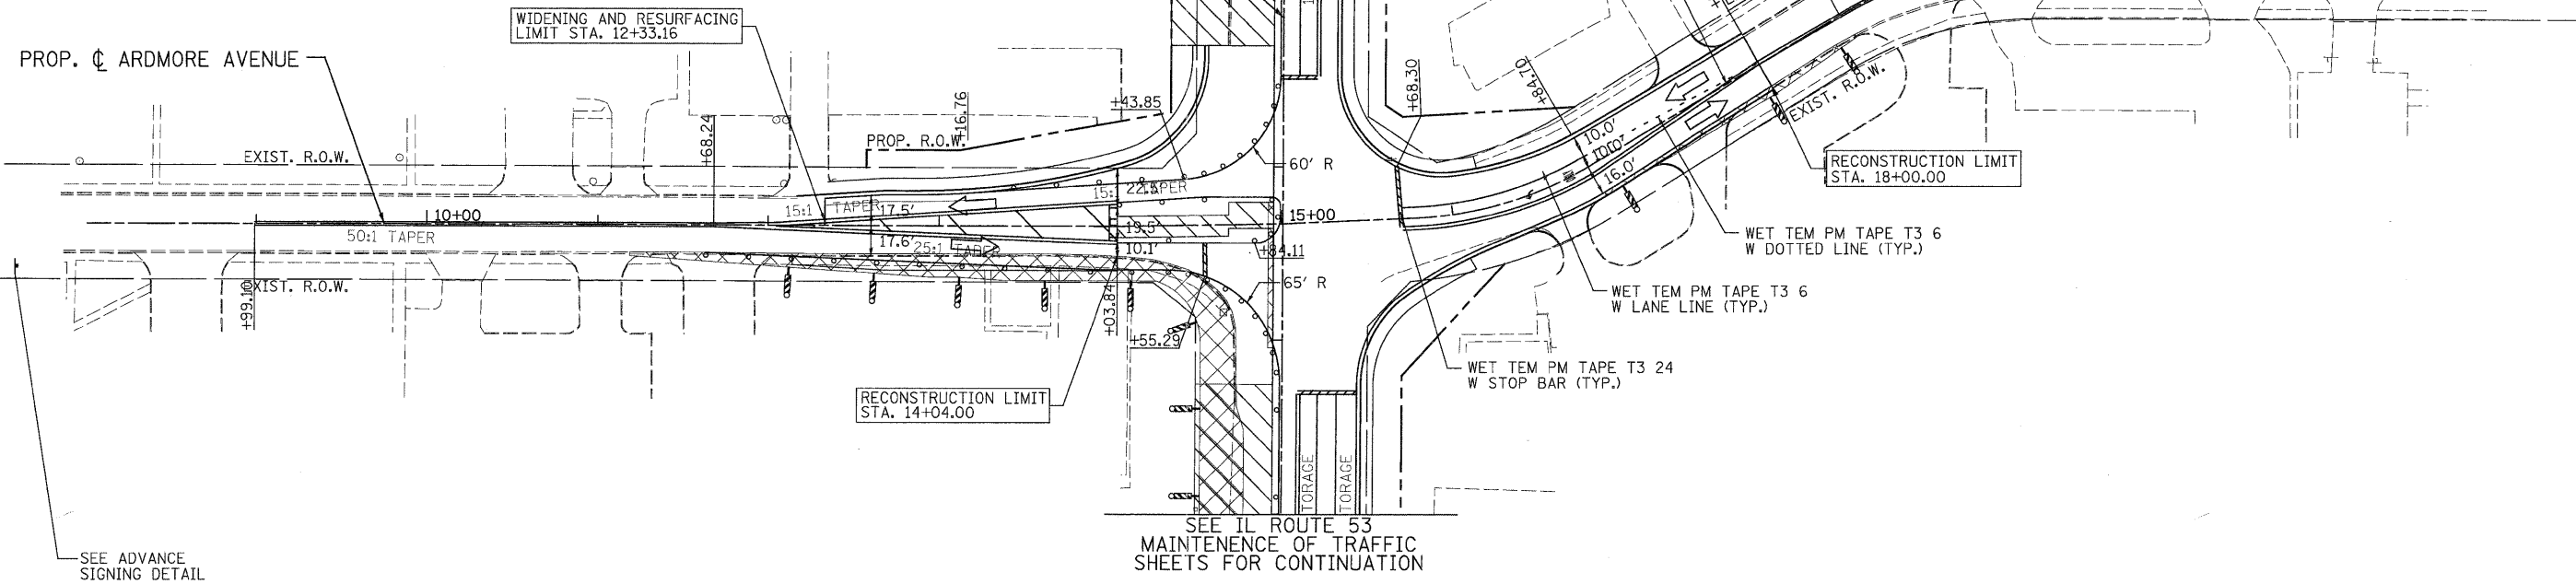 WIDENING AND RESURFACING
LIMIT STA. 12+33.16
PROP. ℄ ARDMORE AVENUE
+68.24
+16.76
+43.85
+68.30
+84.70
EXIST. R.O.W.
PROP. R.O.W.
EXIST. R.O.W.
RECONSTRUCTION LIMIT
STA. 18+00.00
60' R
10.0'
16.0'
22.5'
TAPER
15:1 TAPER
17.5'
10+00
15+00
50:1 TAPER
17.6'
25:1 TAPER
19.5'
10.1'
+84.11
WET TEM PM TAPE T3 6
W DOTTED LINE (TYP.)
+99.10
EXIST. R.O.W.
65' R
WET TEM PM TAPE T3 6
W LANE LINE (TYP.)
+03.84
+55.29
WET TEM PM TAPE T3 24
W STOP BAR (TYP.)
RECONSTRUCTION LIMIT
STA. 14+04.00
TORAGE
TORAGE
SEE IL ROUTE 53
MAINTENENCE OF TRAFFIC
SHEETS FOR CONTINUATION
SEE ADVANCE
SIGNING DETAIL